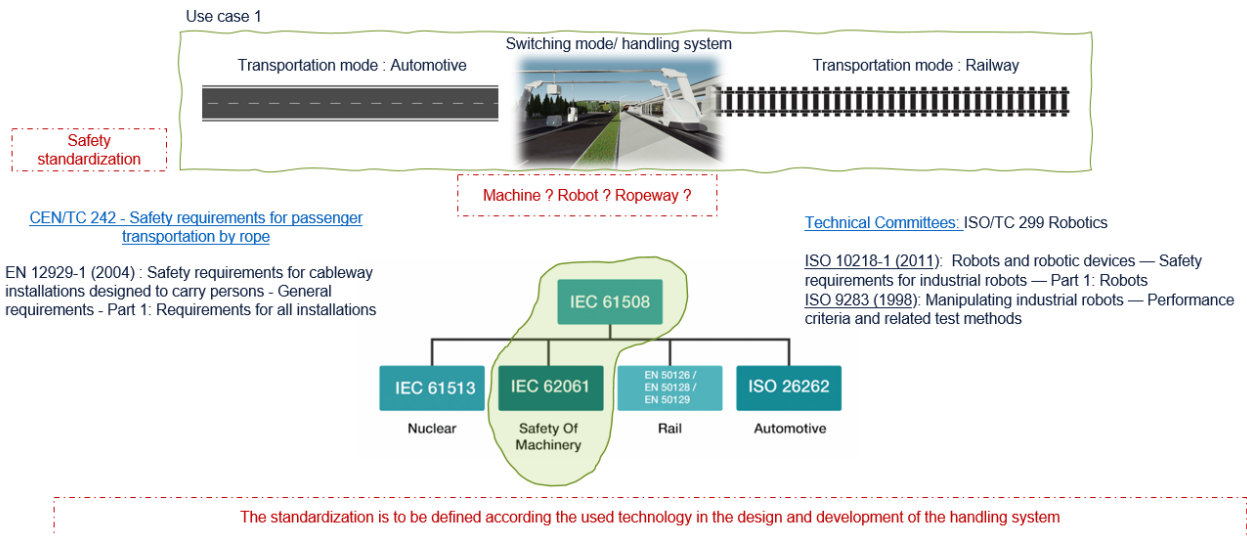 Use case 1
Switching mode/ handling system
Transportation mode : Automotive
Transportation mode : Railway
Safety
standardization
Machine ? Robot ? Ropeway ?
CEN/TC 242 - Safety requirements for passenger
transportation by rope
EN 12929-1 (2004) : Safety requirements for cableway
installations designed to carry persons - General
requirements - Part 1: Requirements for all installations
Technical Committees: ISO/TC 299 Robotics
ISO 10218-1 (2011): Robots and robotic devices — Safety
requirements for industrial robots — Part 1: Robots
ISO 9283 (1998): Manipulating industrial robots — Performance
criteria and related test methods
IEC 61508
IEC 61513
Nuclear
IEC 62061
Safety Of
Machinery
EN 50126 /
EN 50128 /
EN 50129
Rail
ISO 26262
Automotive
The standardization is to be defined according the used technology in the design and development of the handling system